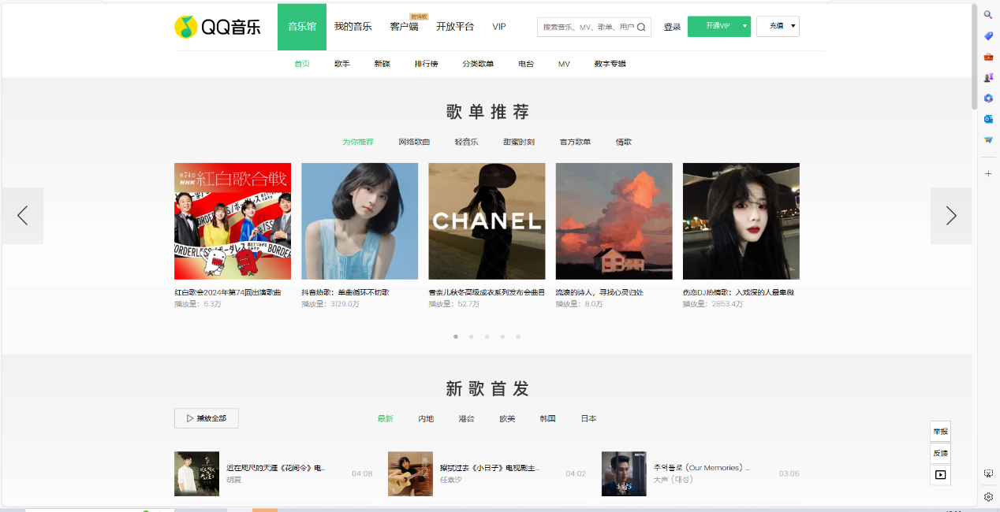 QQ音乐
音乐馆
我的音乐
客户端
开放平台
VIP
搜索音乐、MV、歌单、用户
登录
开通VIP
充值
首页
歌手
新碟
排行榜
分类歌单
电台
MV
数字专辑
歌单推荐
为你推荐
网络歌曲
轻音乐
甜蜜时刻
官方歌单
情歌
第74回
NHK 紅白歌合戦
CHANEL
红白歌会2024年第74回出演歌曲
播放量：6.3万
抖音热歌：单曲循环不切歌
播放量：3129.0万
香奈儿秋冬高级成衣系列发布会曲目
播放量：52.7万
流浪的诗人，寻找心灵归处
播放量：8.0万
伤恋DJ热情歌：入戏深的人最卑微
播放量：2853.4万
新歌首发
播放全部
最新
内地
港台
欧美
韩国
日本
近在咫尺的天涯《花间令》电...
胡夏
04:08
擦拭过去《小日子》电视剧主...
任素汐
04:02
추억들로 (Our Memories) ...
大声 (대성)
03:06
举报
反馈